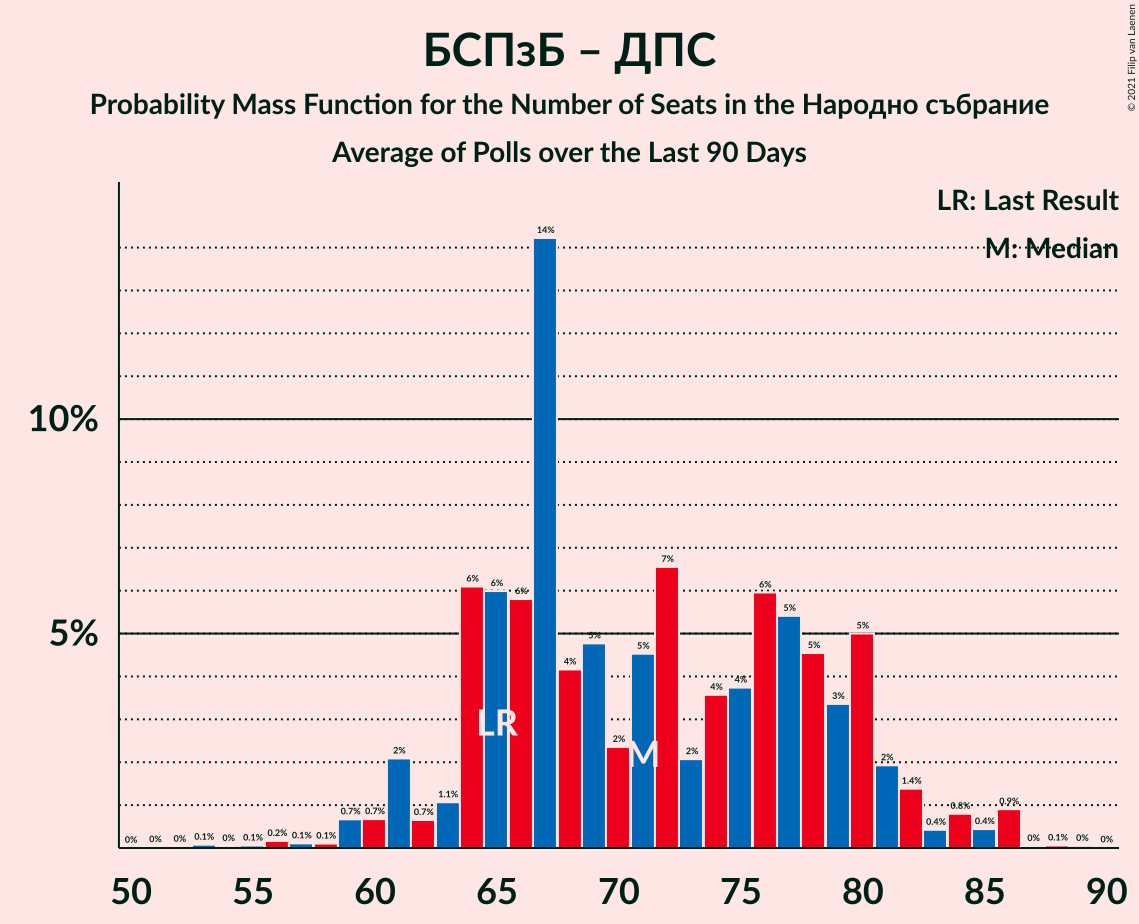 БСПзБ – ДПС
Probability Mass Function for the Number of Seats in the Народно събрание
Average of Polls over the Last 90 Days
© 2021 Filip van Laenen
LR: Last Result
M: Median
10%
5%
0% 0% 0% 0.1% 0% 0.1% 0.2% 0.1% 0.1% 0.7% 0.7% 2% 0.7% 1.1% 6% 6% 6% 14% 4% 5% 2% 5% 7% 2% 4% 4% 6% 5% 5% 3% 5% 2% 1.4% 0.4% 0.8% 0.4% 0.9% 0% 0.1% 0% 0%
LR
M
50 55 60 65 70 75 80 85 90